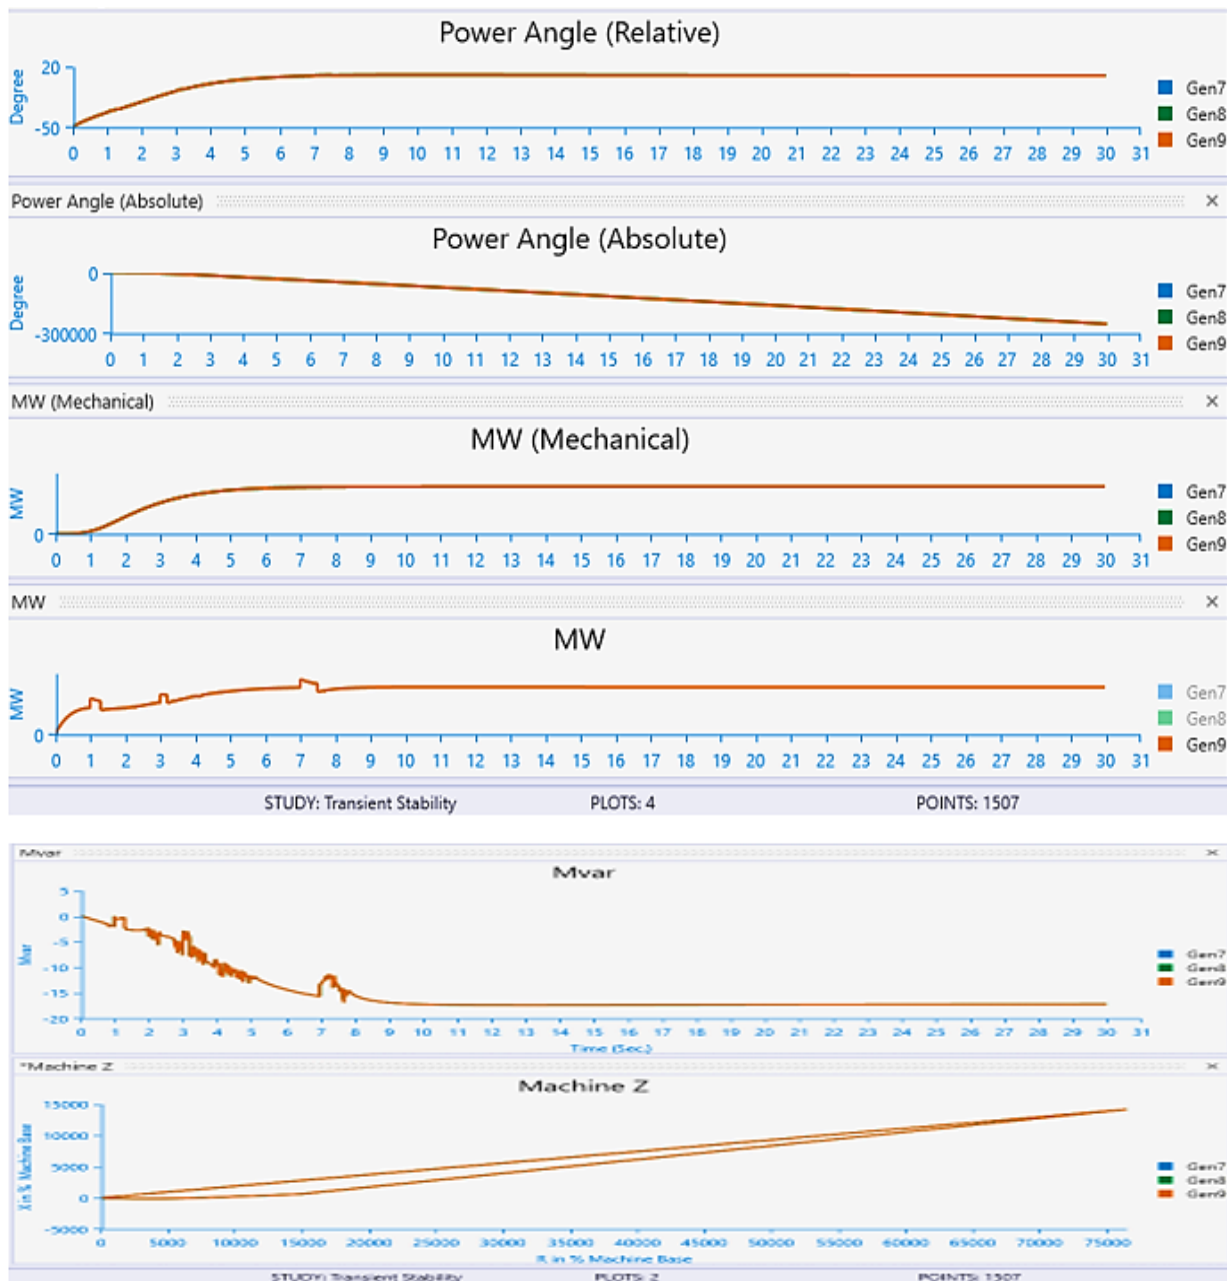 Power Angle (Relative)
20
-50
Degree
0 1 2 3 4 5 6 7 8 9 10 11 12 13 14 15 16 17 18 19 20 21 22 23 24 25 26 27 28 29 30 31
Gen7
Gen8
Gen9
Power Angle (Absolute)
Power Angle (Absolute)
0
-300000
Degree
0 1 2 3 4 5 6 7 8 9 10 11 12 13 14 15 16 17 18 19 20 21 22 23 24 25 26 27 28 29 30 31
Gen7
Gen8
Gen9
MW (Mechanical)
MW (Mechanical)
MW
0
0 1 2 3 4 5 6 7 8 9 10 11 12 13 14 15 16 17 18 19 20 21 22 23 24 25 26 27 28 29 30 31
Gen7
Gen8
Gen9
MW
MW
MW
0
0 1 2 3 4 5 6 7 8 9 10 11 12 13 14 15 16 17 18 19 20 21 22 23 24 25 26 27 28 29 30 31
Gen7
Gen8
Gen9
STUDY: Transient Stability PLOTS: 4 POINTS: 1507
Mvar
Mvar
5
0
-5
-10
-15
-20
Mvar
0 1 2 3 4 5 6 7 8 9 10 11 12 13 14 15 16 17 18 19 20 21 22 23 24 25 26 27 28 29 30 31
Time (Sec.)
Gen7
Gen8
Gen9
*Machine Z
Machine Z
15000
10000
5000
0
-5000
X in % Machine Base
0 5000 10000 15000 20000 25000 30000 35000 40000 45000 50000 55000 60000 65000 70000 75000
R in % Machine Base
Gen7
Gen8
Gen9
STUDY: Transient Stability PLOTS: 2 POINTS: 1507